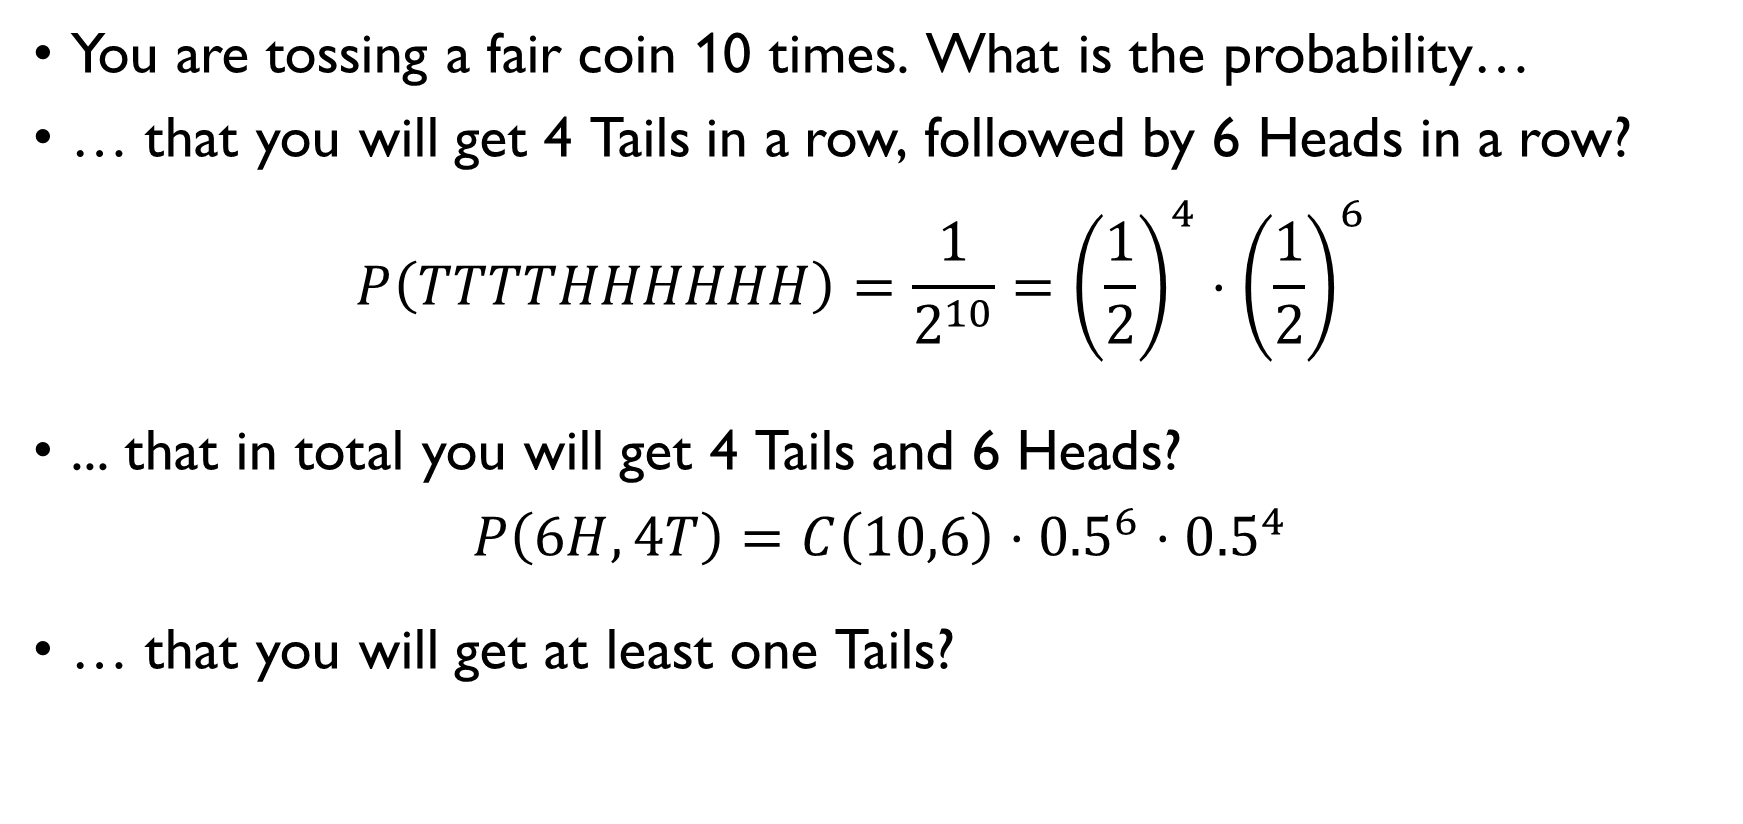 • You are tossing a fair coin 10 times. What is the probability…
• … that you will get 4 Tails in a row, followed by 6 Heads in a row?
P(TTTTHHHHHH) = 1/2^10 = (1/2)^4 · (1/2)^6
• ... that in total you will get 4 Tails and 6 Heads?
P(6H, 4T) = C(10,6) · 0.5^6 · 0.5^4
• … that you will get at least one Tails?